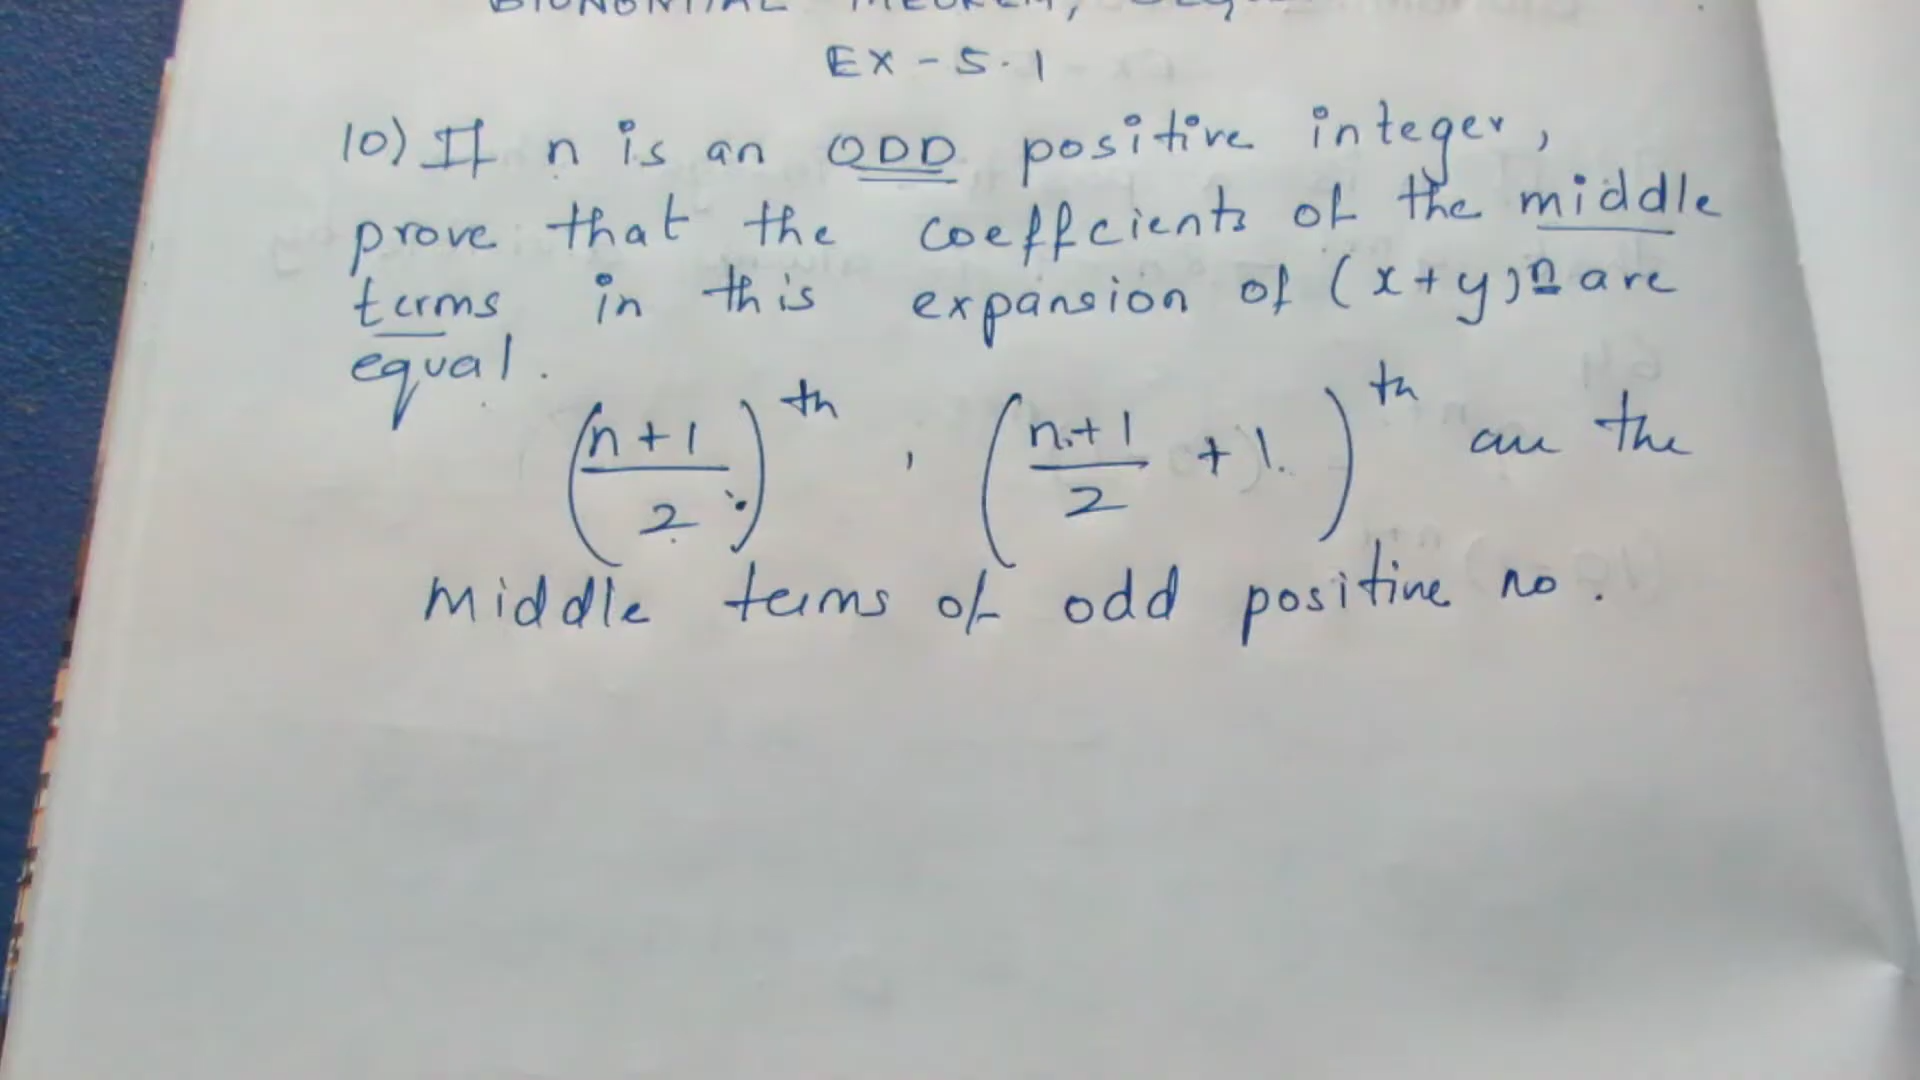 EX - 5.1
10) If n is an ODD positive integer,
prove that the coeffcients of the middle
terms in this expansion of (x+y)n are
equal.
(n+1/2)th, (n+1/2 + 1)th are the
middle terms of odd positive no.